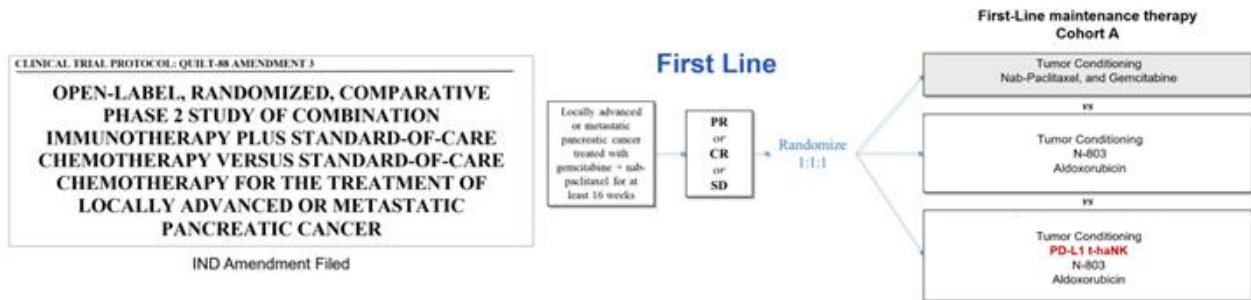 CLINICAL TRIAL PROTOCOL: QUILT-88 AMENDMENT 3
OPEN-LABEL, RANDOMIZED, COMPARATIVE
PHASE 2 STUDY OF COMBINATION
IMMUNOTHERAPY PLUS STANDARD-OF-CARE
CHEMOTHERAPY VERSUS STANDARD-OF-CARE
CHEMOTHERAPY FOR THE TREATMENT OF
LOCALLY ADVANCED OR METASTATIC
PANCREATIC CANCER
IND Amendment Filed
First Line
Locally advanced
or metastatic
pancreatic cancer
treated with
gemcitabine + nab-
paclitaxel for at
least 16 weeks
PR
or
CR
or
SD
Randomize
1:1:1
First-Line maintenance therapy
Cohort A
Tumor Conditioning
Nab-Paclitaxel, and Gemcitabine
vs
Tumor Conditioning
N-803
Aldoxorubicin
vs
Tumor Conditioning
PD-L1 t-haNK
N-803
Aldoxorubicin